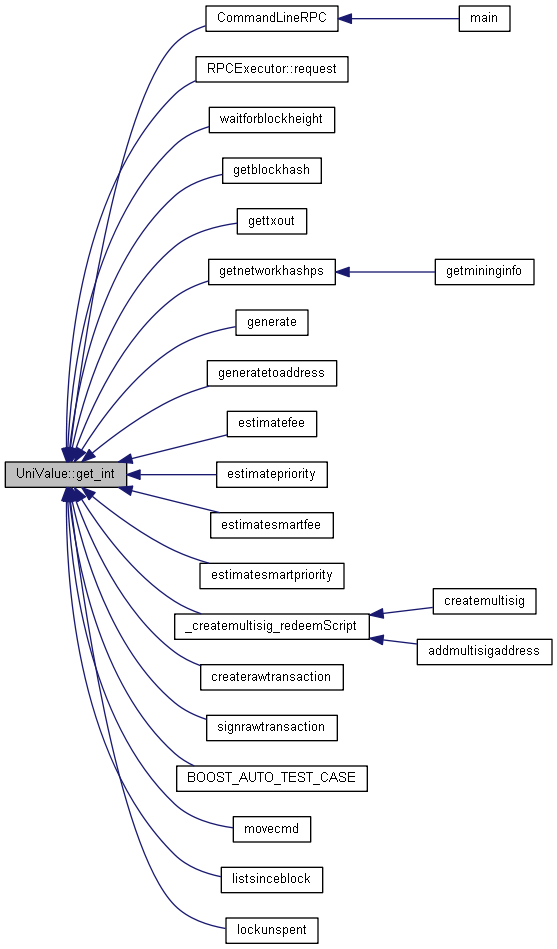 CommandLineRPC
main
RPCExecutor::request
waitforblockheight
getblockhash
gettxout
getnetworkhashps
getmininginfo
generate
generatetoaddress
estimatefee
UniValue::get_int
estimatepriority
estimatesmartfee
estimatesmartpriority
createmultisig
_createmultisig_redeemScript
addmultisigaddress
createrawtransaction
signrawtransaction
BOOST_AUTO_TEST_CASE
movecmd
listsinceblock
lockunspent